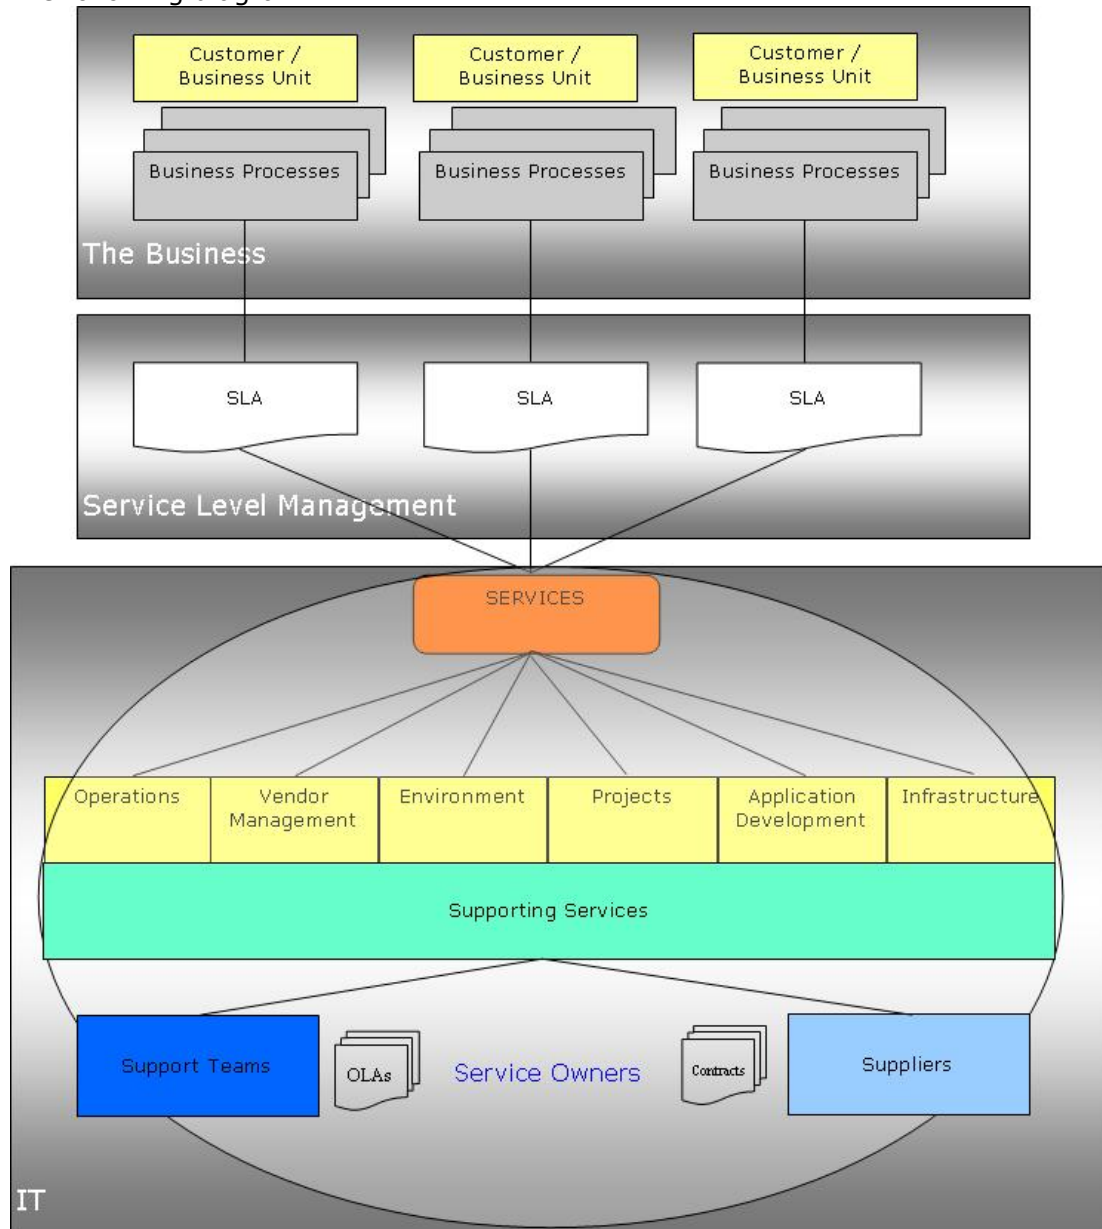 Customer /
Business Unit
Customer /
Business Unit
Customer /
Business Unit
Business Processes
Business Processes
Business Processes
The Business
SLA
SLA
SLA
Service Level Management
SERVICES
Operations
Vendor
Management
Environment
Projects
Application
Development
Infrastructure
Supporting Services
Support Teams
OLAs
Service Owners
Contracts
Suppliers
IT